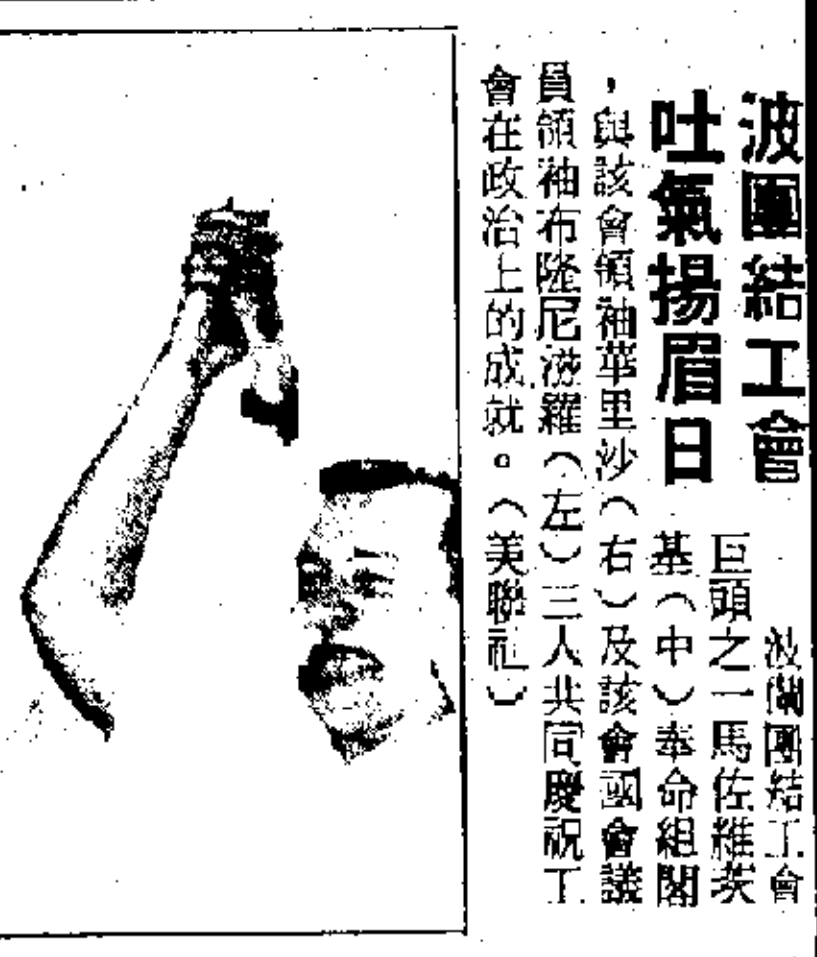 波團結工會
吐氣揚眉日
波蘭團結工會
巨頭之一馬佐維茨
基（中）奉命組閣
，與該會領袖華里沙（右）及該會國會議
員領袖布隆尼滋羅（左）三人共同慶祝工
會在政治上的成就。（美聯社）